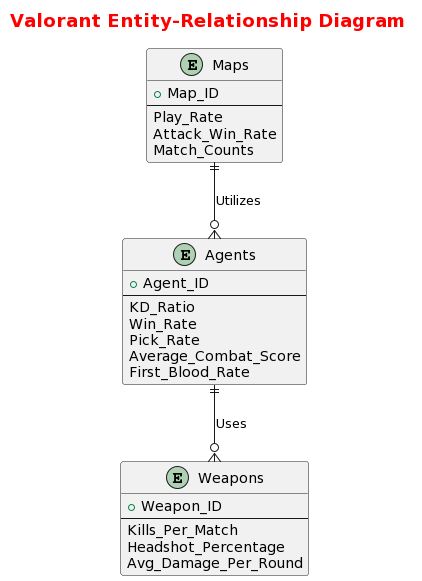 Valorant Entity-Relationship Diagram
E Maps
Map_ID
Play_Rate
Attack_Win_Rate
Match_Counts
Utilizes
E Agents
Agent_ID
KD_Ratio
Win_Rate
Pick_Rate
Average_Combat_Score
First_Blood_Rate
Uses
E Weapons
Weapon_ID
Kills_Per_Match
Headshot_Percentage
Avg_Damage_Per_Round